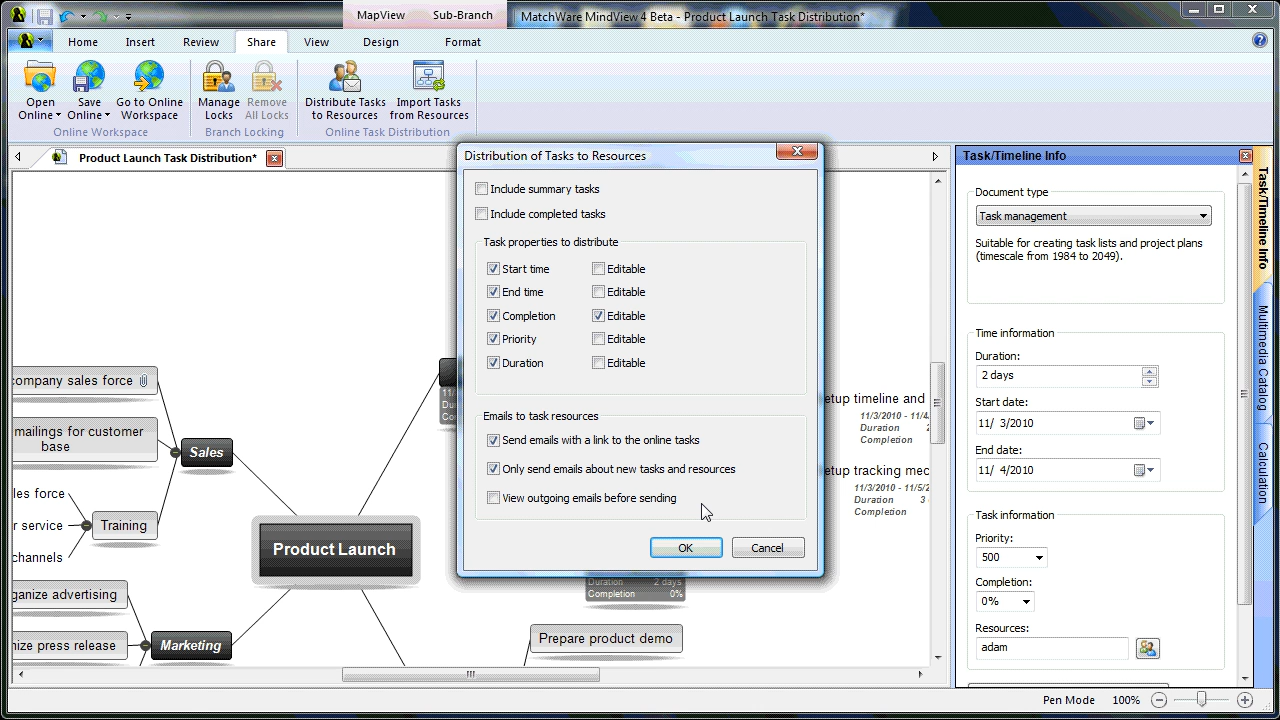 MapView
Sub-Branch
MatchWare MindView 4 Beta - Product Launch Task Distribution*
Home
Insert
Review
Share
View
Design
Format
Open
Online
Save
Online
Go to Online
Workspace
Online Workspace
Manage
Locks
Remove
All Locks
Branch Locking
Distribute Tasks
to Resources
Import Tasks
from Resources
Online Task Distribution
Product Launch Task Distribution*
company sales force
mailings for customer
base
Sales
Training
channels
Product Launch
advertising
press release
Marketing
Distribution of Tasks to Resources
Include summary tasks
Include completed tasks
Task properties to distribute
Start time
Editable
End time
Editable
Completion
Editable
Priority
Editable
Duration
Editable
Emails to task resources
Send emails with a link to the online tasks
Only send emails about new tasks and resources
View outgoing emails before sending
OK
Cancel
Duration 2 days
Completion 0%
Prepare product demo
timeline and
11/3/2010 - 11/4
Duration
Completion
tracking
11/3/2010 - 11/5/2
Duration 3
Completion
Task/Timeline Info
Document type
Task management
Suitable for creating task lists and project plans
(timescale from 1984 to 2049).
Time information
Duration:
2 days
Start date:
11/ 3/2010
End date:
11/ 4/2010
Task information
Priority:
500
Completion:
0%
Resources:
adam
Task/Timeline Info
Multimedia Catalog
Calculation
Pen Mode
100%